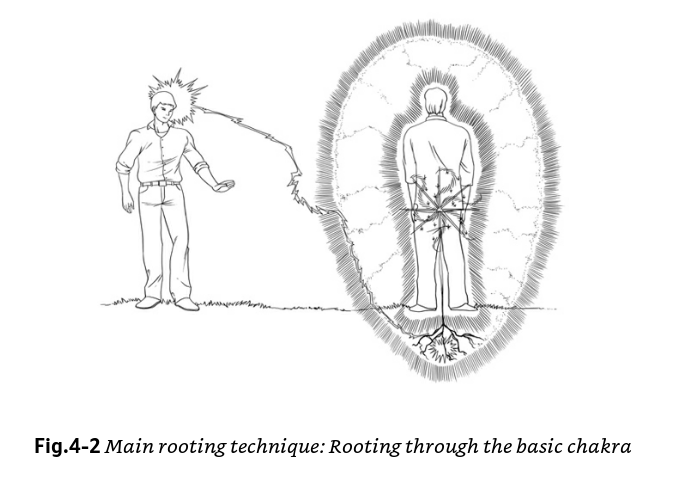 Fig.4-2 Main rooting technique: Rooting through the basic chakra